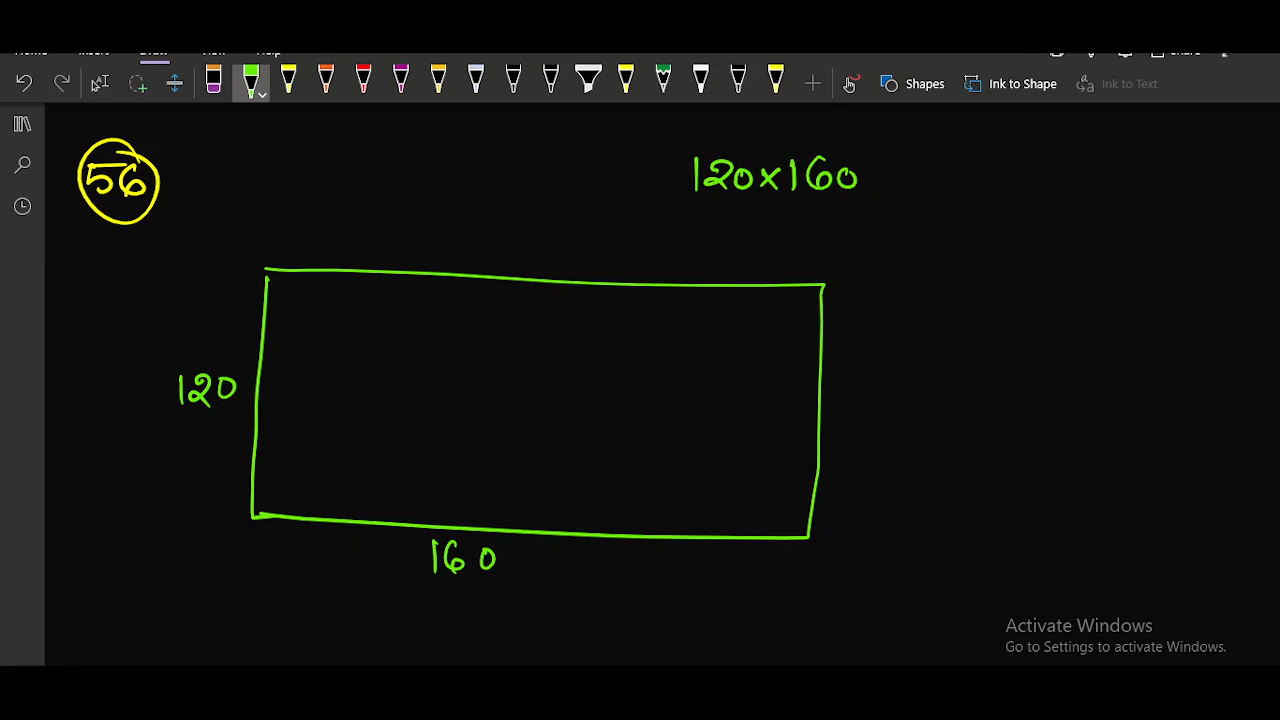 Shapes
Ink to Shape
Ink to Text
56
120x160
120
160
Activate Windows
Go to Settings to activate Windows.